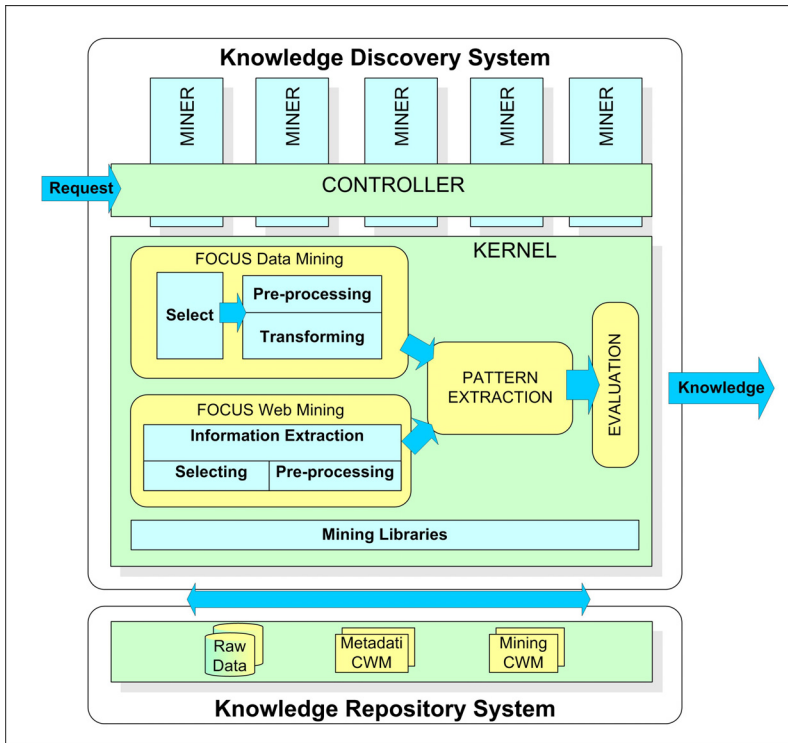 Knowledge Discovery System
MINER
MINER
MINER
MINER
MINER
Request
CONTROLLER
KERNEL
FOCUS Data Mining
Select
Pre-processing
Transforming
PATTERN
EXTRACTION
EVALUATION
Knowledge
FOCUS Web Mining
Information Extraction
Selecting
Pre-processing
Mining Libraries
Raw
Data
Metadati
CWM
Mining
CWM
Knowledge Repository System